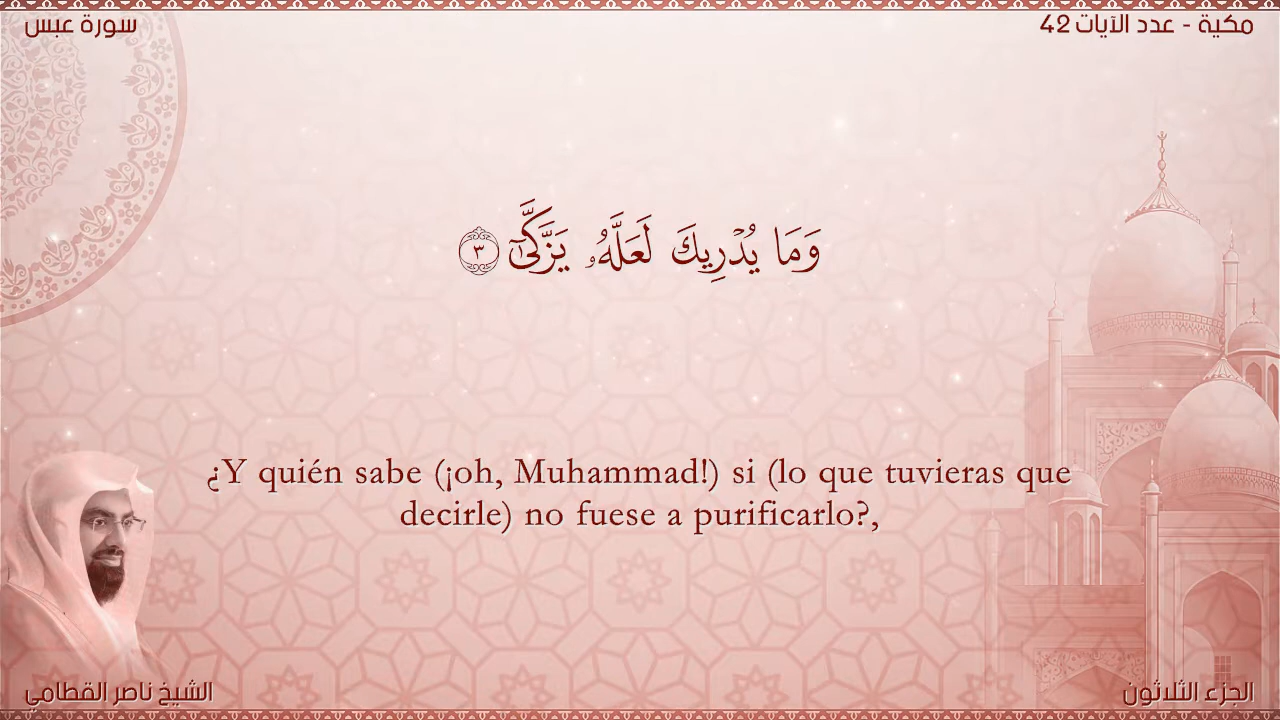 سورة عبس
مكية - عدد الآيات 42
وَمَا يُدْرِيكَ لَعَلَّهُۥ يَزَّكَّىٰٓ ٣
¿Y quién sabe (¡oh, Muhammad!) si (lo que tuvieras que
decirle) no fuese a purificarlo?,
الشيخ ناصر القطامي
الجزء الثلاثون